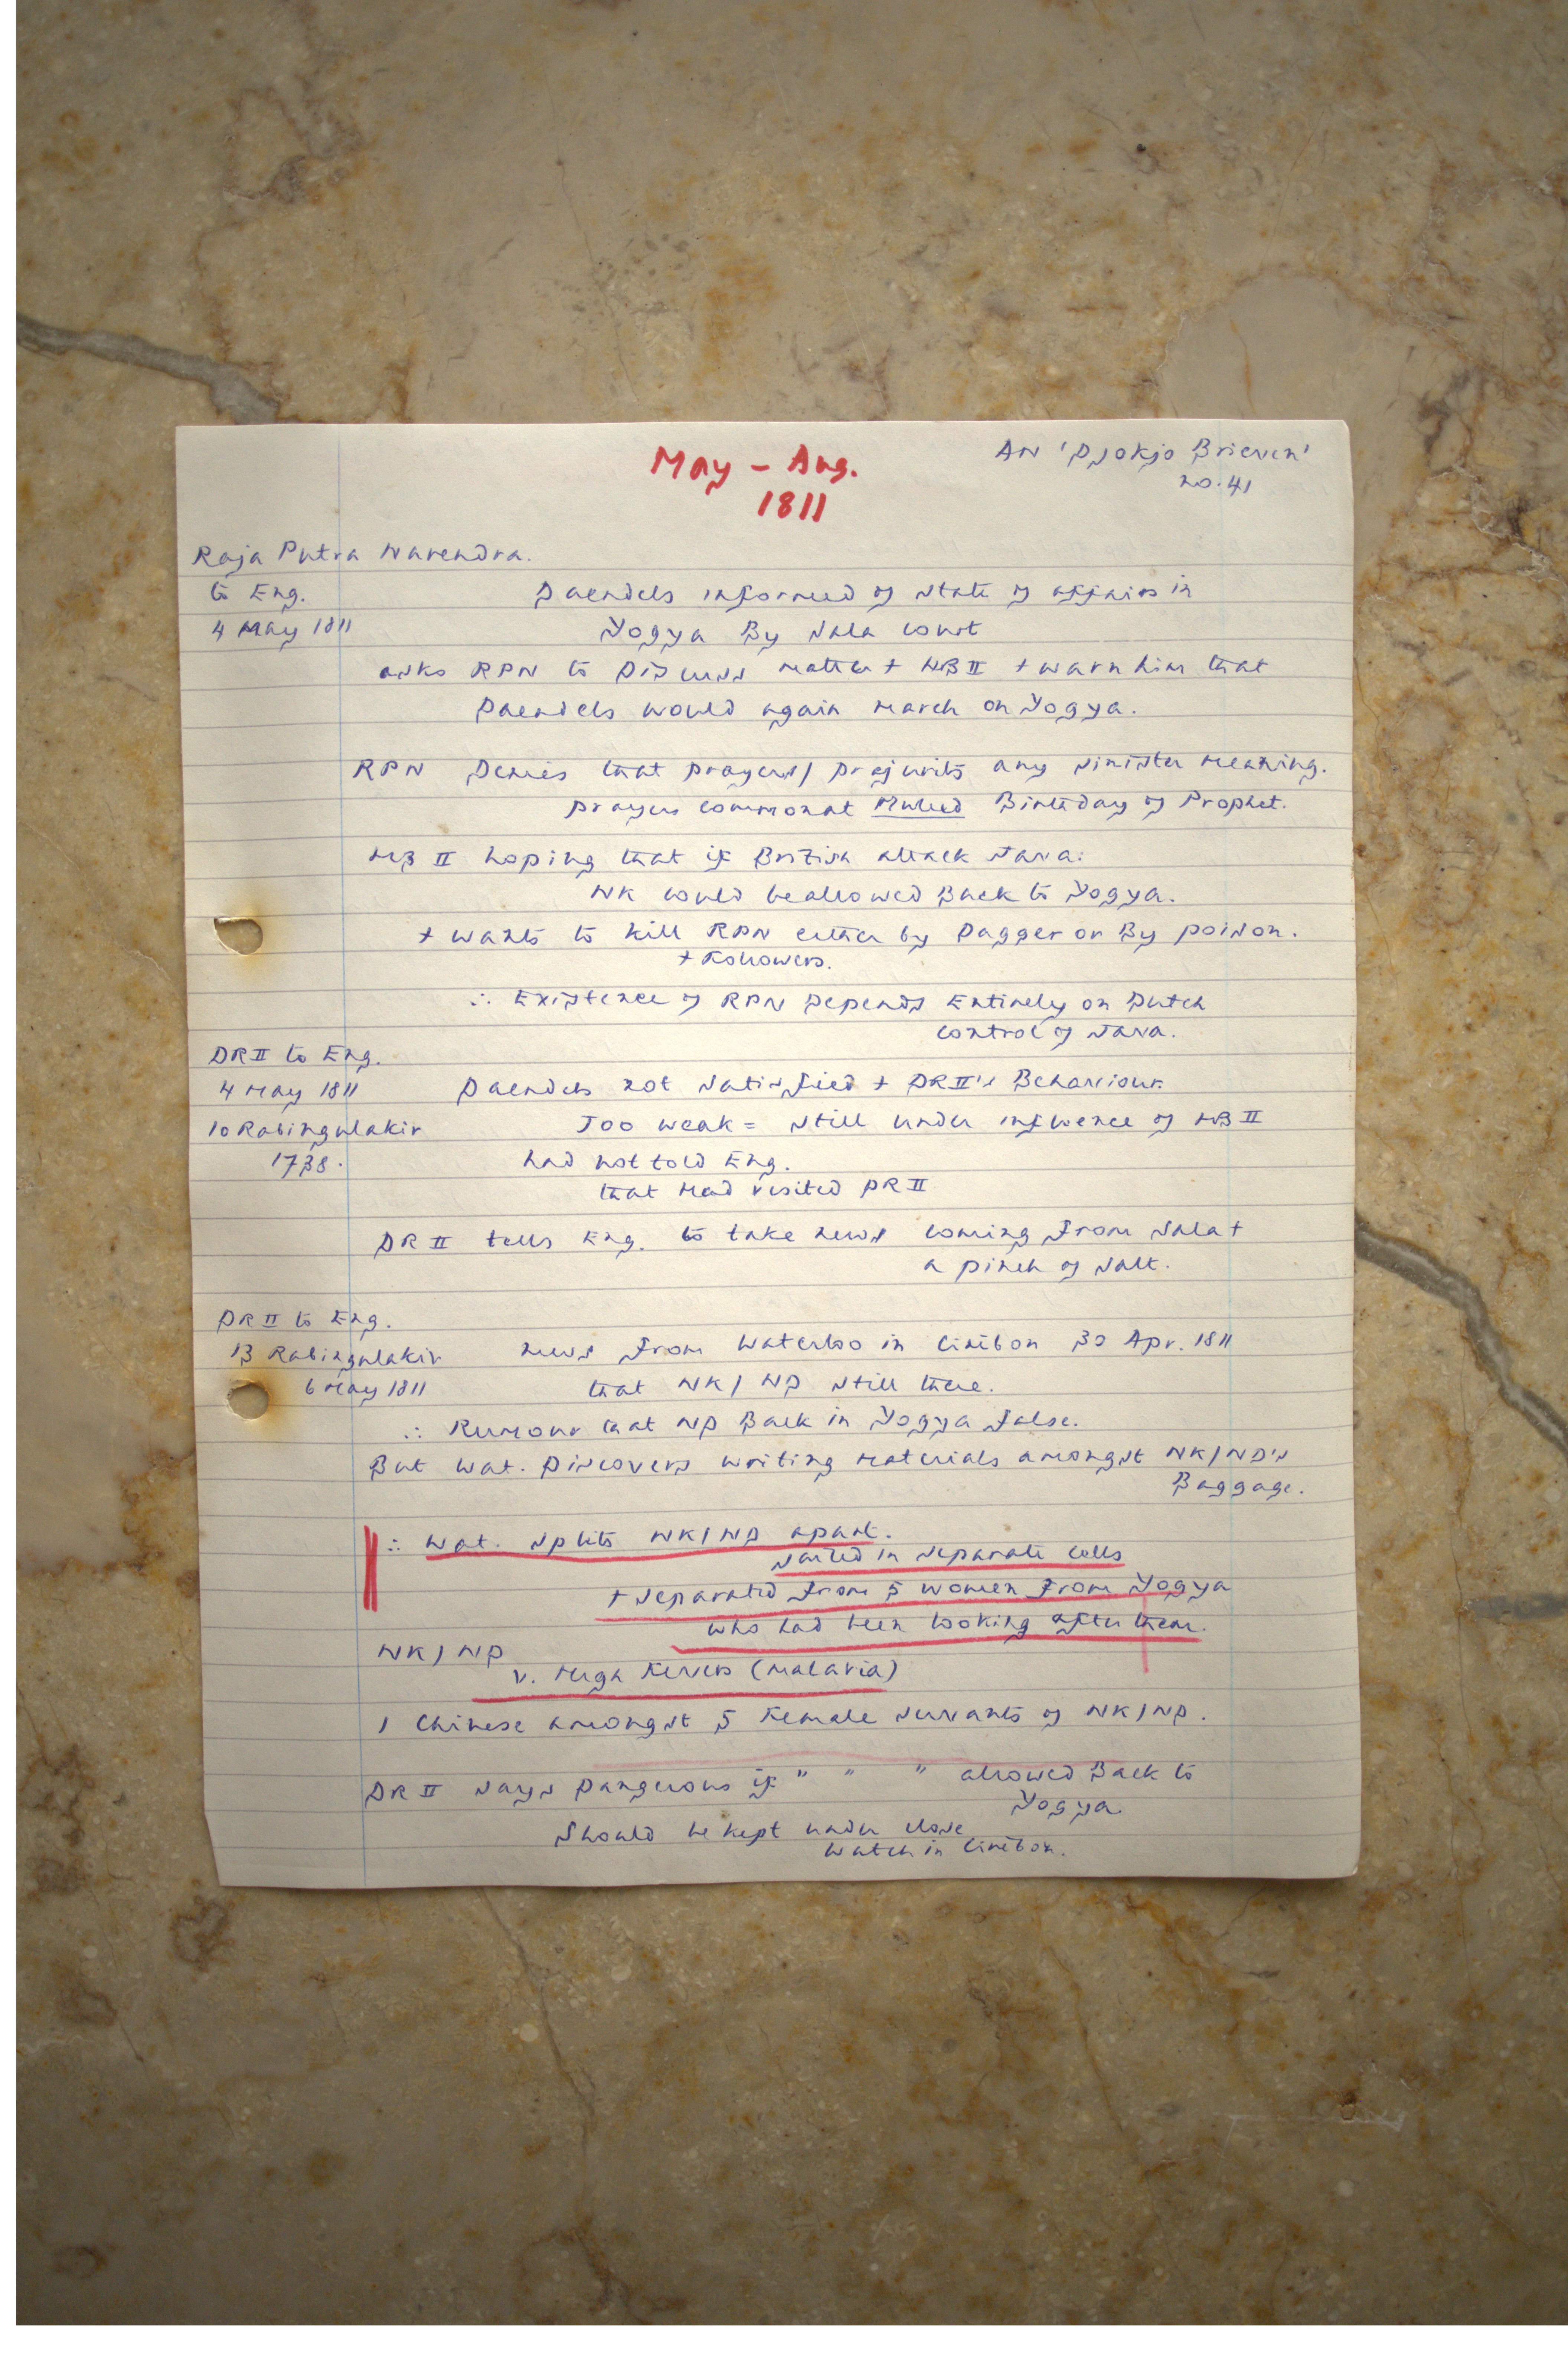 May - Aug.
1811
AN 'Djokjo Brieven'
no. 41
Raja Putra Narendra.
to Eng.
4 May 1811
Daendels informed of state of affairs in
Yogya By Sala court
asks RPN to Discuss matter + HB II + warn him that
Daendels would again march on Yogya.
RPN Denies that prayers / prajurits any sinister meaning.
prayers common at Mulud Birthday of Prophet.
HB II hoping that if British attack Java:
NK would be allowed Back to Yogya.
+ wants to kill RPN either by Dagger or By poison.
+ Followers.
∴ Existence of RPN Depends Entirely on Dutch
control of Java.
DR II to Eng.
4 May 1811
10 Rabingulakir
1738.
Daendels not satisfied + DR II's Behaviour.
Too weak = still under influence of HB II
had not told Eng.
that had visited DR II
DR II tells Eng. to take news coming from Sala +
a pinch of salt.
DR II to Eng.
13 Rabingulakir
6 May 1811
news from Waterloo in Ciribon 30 Apr. 1811
that NK / ND still there.
∴ Rumour that ND Back in Yogya false.
But Wat. Discovers writing materials amongst NK/ND's
Baggage.
∴ Wat. splits NK/ND apart.
Jailed in separate cells
+ separated from 5 women from Yogya
who had been looking after them.
NK / ND
v. High Fevers (malaria)
1 Chinese amongst 5 Female servants of NK/ND.
DR II says Dangerous if " " " allowed Back to
Yogya.
Should be kept under close
watch in Ciribon.